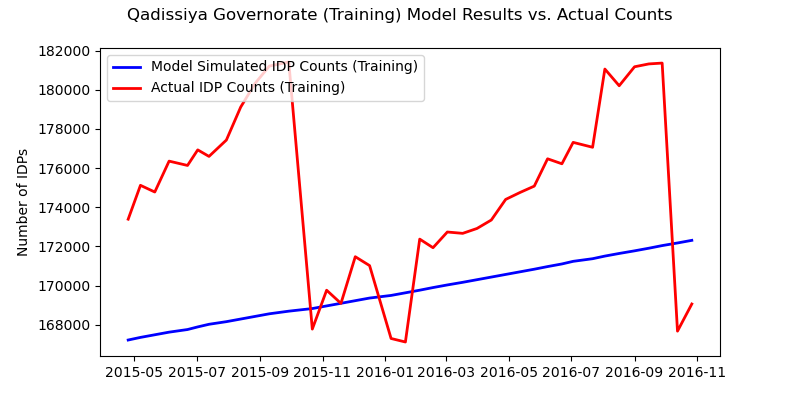 Qadissiya Governorate (Training) Model Results vs. Actual Counts
182000
180000
178000
176000
174000
172000
170000
168000
Number of IDPs
Model Simulated IDP Counts (Training)
Actual IDP Counts (Training)
2015-05 2015-07 2015-09 2015-11 2016-01 2016-03 2016-05 2016-07 2016-09 2016-11